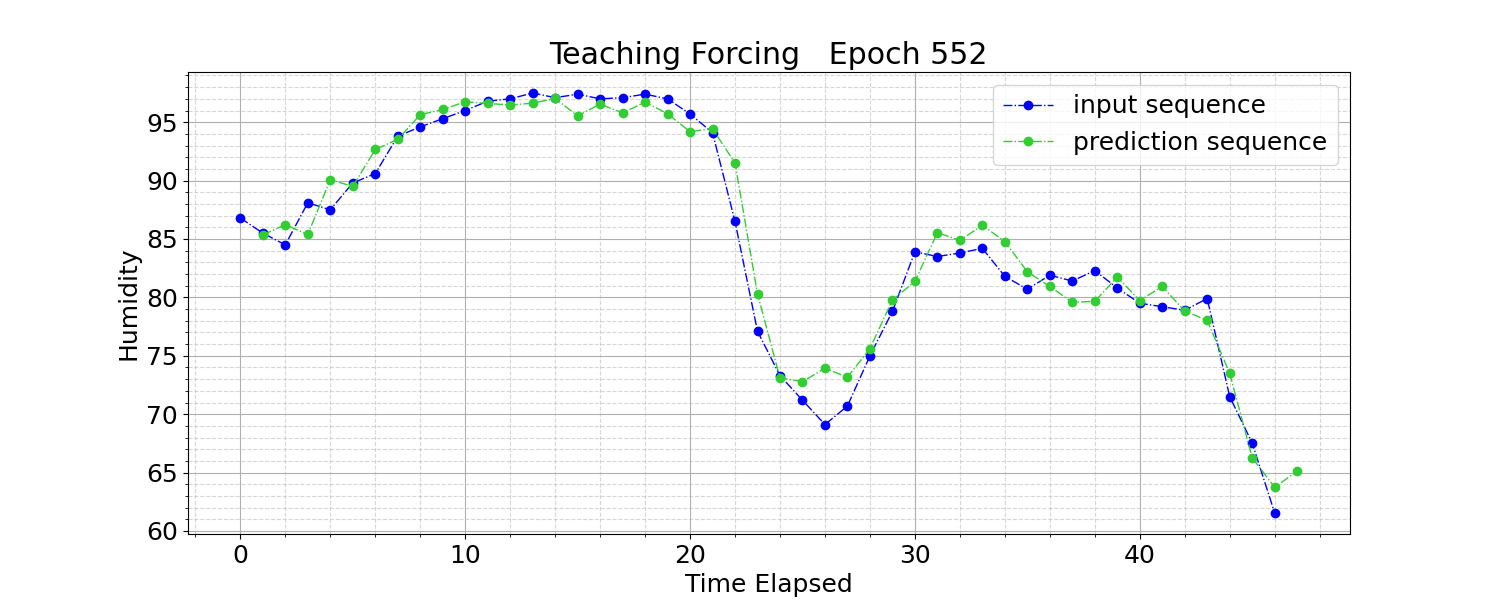 Teaching Forcing   Epoch 552
input sequence
prediction sequence
Humidity
95
90
85
80
75
70
65
60
0 10 20 30 40
Time Elapsed